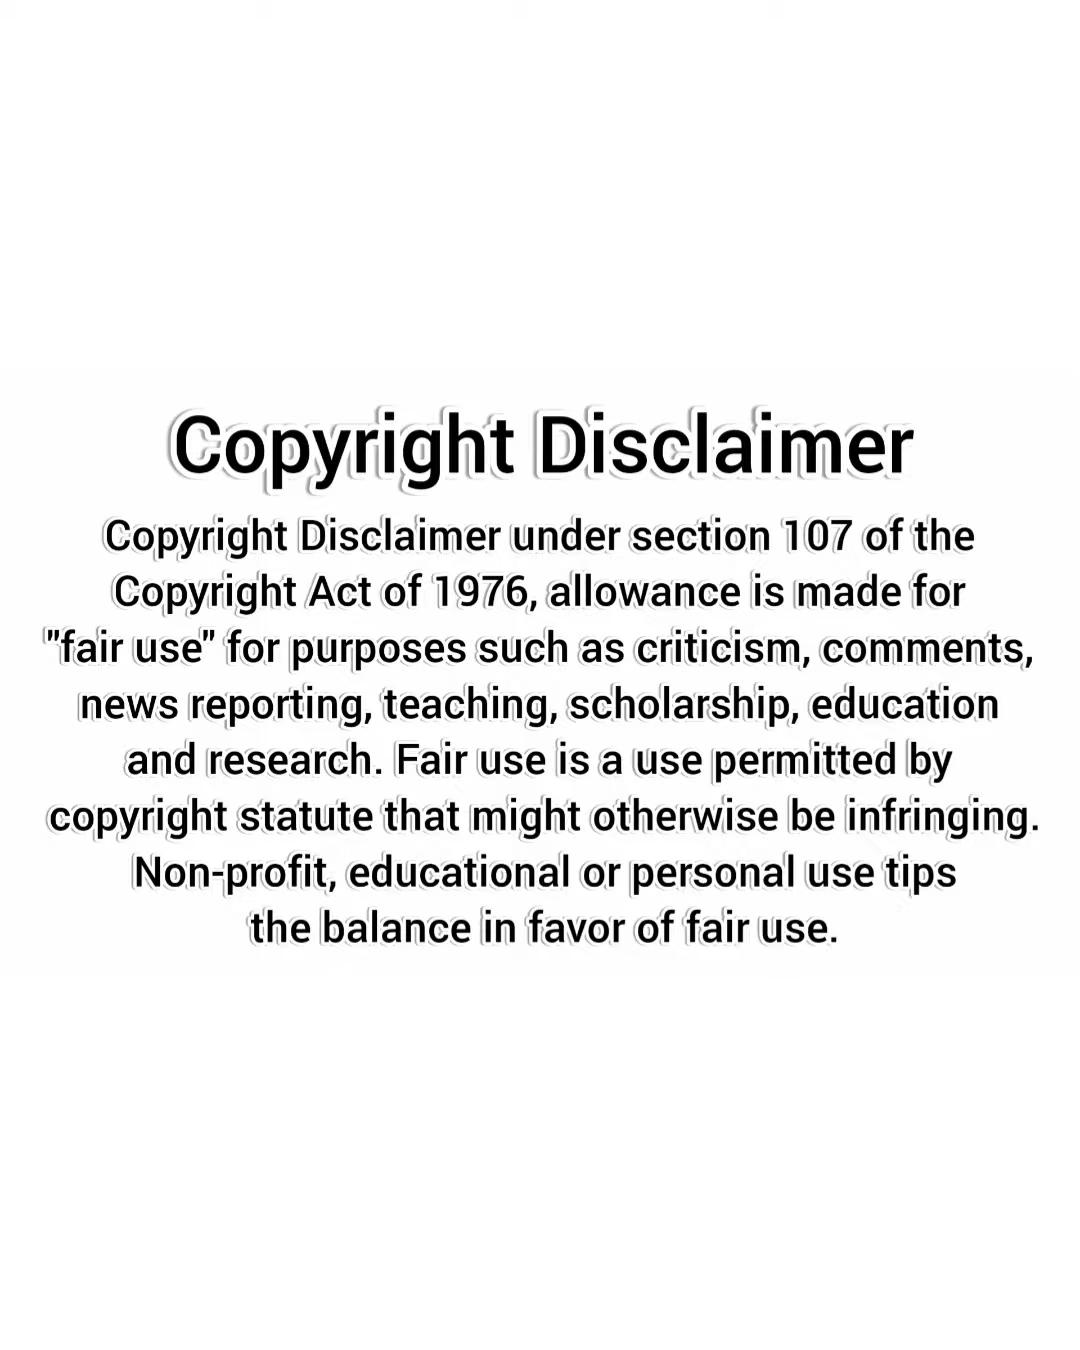 Copyright Disclaimer
Copyright Disclaimer under section 107 of the
Copyright Act of 1976, allowance is made for
"fair use" for purposes such as criticism, comments,
news reporting, teaching, scholarship, education
and research. Fair use is a use permitted by
copyright statute that might otherwise be infringing.
Non-profit, educational or personal use tips
the balance in favor of fair use.